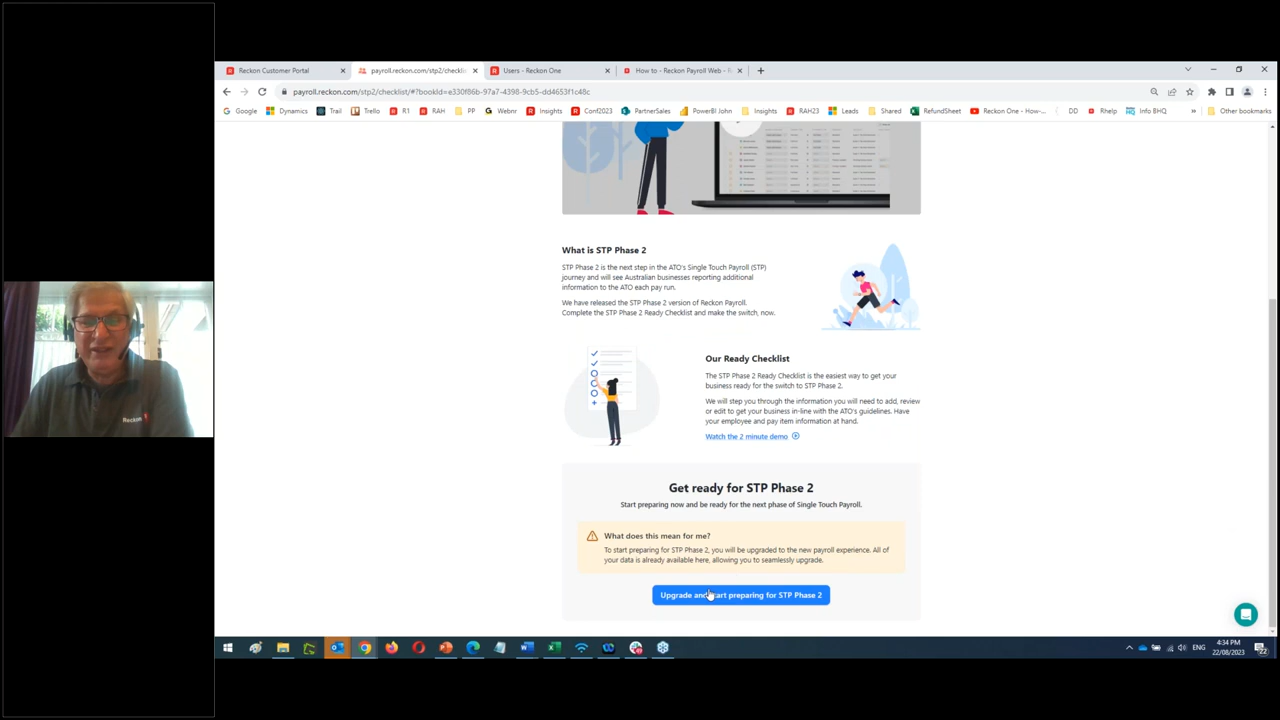 Reckon Customer Portal
payroll.reckon.com/stp2/checklis
Users - Reckon One
How to - Reckon Payroll Web - R
payroll.reckon.com/stp2/checklist/#?bookId=e330f86b-97a7-4398-9cb5-dd4653f1c48c
Google Dynamics Trail Trello R1 RAH PP Webnr Insights Conf2023 PartnerSales PowerBI John Insights RAH23 Leads Shared RefundSheet Reckon One - How-... DD Rhelp Info BHQ » Other bookmarks
What is STP Phase 2
STP Phase 2 is the next step in the ATO's Single Touch Payroll (STP)
journey and will see Australian businesses reporting additional
information to the ATO each pay run.
We have released the STP Phase 2 version of Reckon Payroll.
Complete the STP Phase 2 Ready Checklist and make the switch, now.
Our Ready Checklist
The STP Phase 2 Ready Checklist is the easiest way to get your
business ready for the switch to STP Phase 2.
We will step you through the information you will need to add, review
or edit to get your business in-line with the ATO's guidelines. Have
your employee and pay item information at hand.
Watch the 2 minute demo
Get ready for STP Phase 2
Start preparing now and be ready for the next phase of Single Touch Payroll.
What does this mean for me?
To start preparing for STP Phase 2, you will be upgraded to the new payroll experience. All of
your data is already available here, allowing you to seamlessly upgrade.
Upgrade and start preparing for STP Phase 2
Reckon
ENG
4:34 PM
22/08/2023
22